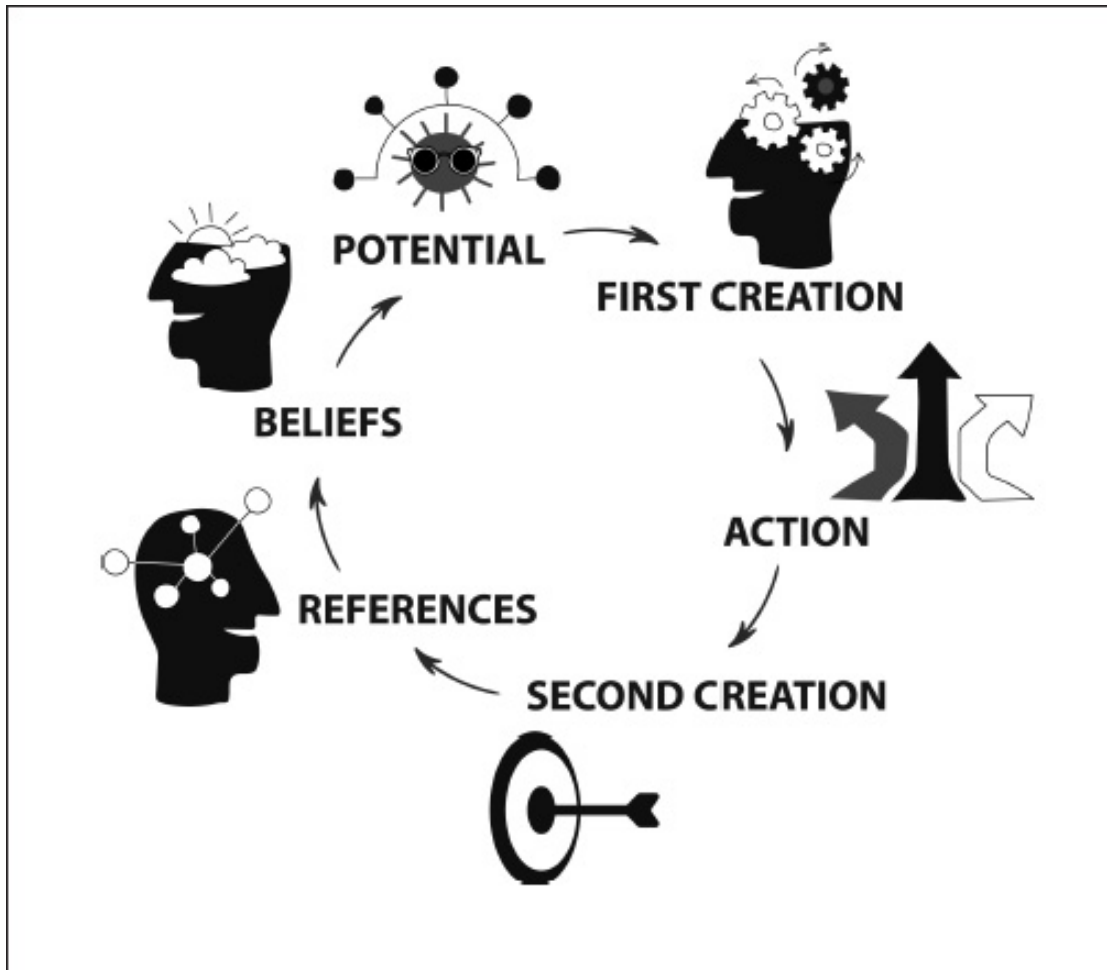 POTENTIAL
FIRST CREATION
BELIEFS
ACTION
REFERENCES
SECOND CREATION